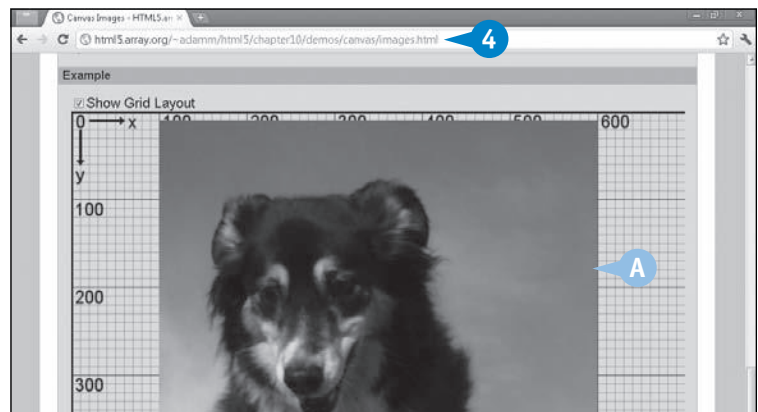 Canvas Images - HTML5.arr
html5.array.org/~adamm/html5/chapter10/demos/canvas/images.html
4
Example
Show Grid Layout
0 x 100 200 300 400 500 600
y
100
A
200
300